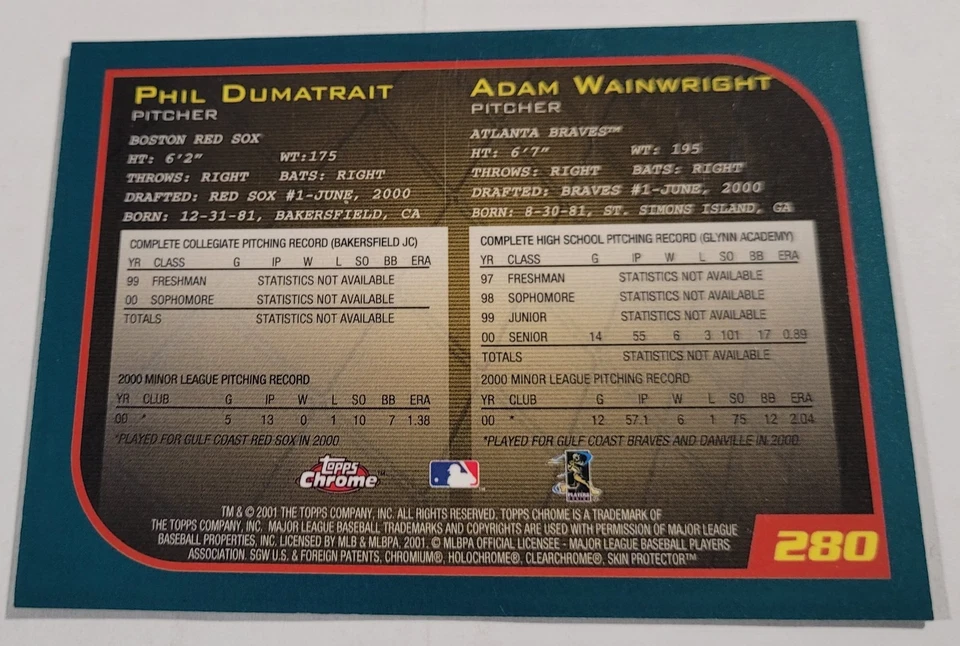 PHIL DUMATRAIT
PITCHER
BOSTON RED SOX
HT: 6'2" WT:175
THROWS: RIGHT BATS: RIGHT
DRAFTED: RED SOX #1-JUNE, 2000
BORN: 12-31-81, BAKERSFIELD, CA
COMPLETE COLLEGIATE PITCHING RECORD (BAKERSFIELD JC)
YR CLASS G IP W L SO BB ERA
99 FRESHMAN STATISTICS NOT AVAILABLE
00 SOPHOMORE STATISTICS NOT AVAILABLE
TOTALS STATISTICS NOT AVAILABLE
2000 MINOR LEAGUE PITCHING RECORD
YR CLUB G IP W L SO BB ERA
00 * 5 13 0 1 10 7 1.38
*PLAYED FOR GULF COAST RED SOX IN 2000
ADAM WAINWRIGHT
PITCHER
ATLANTA BRAVES™
HT: 6'7" WT: 195
THROWS: RIGHT BATS: RIGHT
DRAFTED: BRAVES #1-JUNE, 2000
BORN: 8-30-81, ST. SIMONS ISLAND, GA
COMPLETE HIGH SCHOOL PITCHING RECORD (GLYNN ACADEMY)
YR CLASS G IP W L SO BB ERA
97 FRESHMAN STATISTICS NOT AVAILABLE
98 SOPHOMORE STATISTICS NOT AVAILABLE
99 JUNIOR STATISTICS NOT AVAILABLE
00 SENIOR 14 55 6 3 101 17 0.89
TOTALS STATISTICS NOT AVAILABLE
2000 MINOR LEAGUE PITCHING RECORD
YR CLUB G IP W L SO BB ERA
00 * 12 57.1 6 1 75 12 2.04
*PLAYED FOR GULF COAST BRAVES AND DANVILLE IN 2000
TOPPS
Chrome™
TM & © 2001 THE TOPPS COMPANY, INC. ALL RIGHTS RESERVED. TOPPS CHROME IS A TRADEMARK OF
THE TOPPS COMPANY, INC. MAJOR LEAGUE BASEBALL TRADEMARKS AND COPYRIGHTS ARE USED WITH PERMISSION OF MAJOR LEAGUE
BASEBALL PROPERTIES, INC. LICENSED BY MLB & MLBPA. 2001. © MLBPA OFFICIAL LICENSEE - MAJOR LEAGUE BASEBALL PLAYERS
ASSOCIATION. SGW U.S. & FOREIGN PATENTS. CHROMIUM®. HOLOCHROME®. CLEARCHROME®. SKIN PROTECTOR™
280